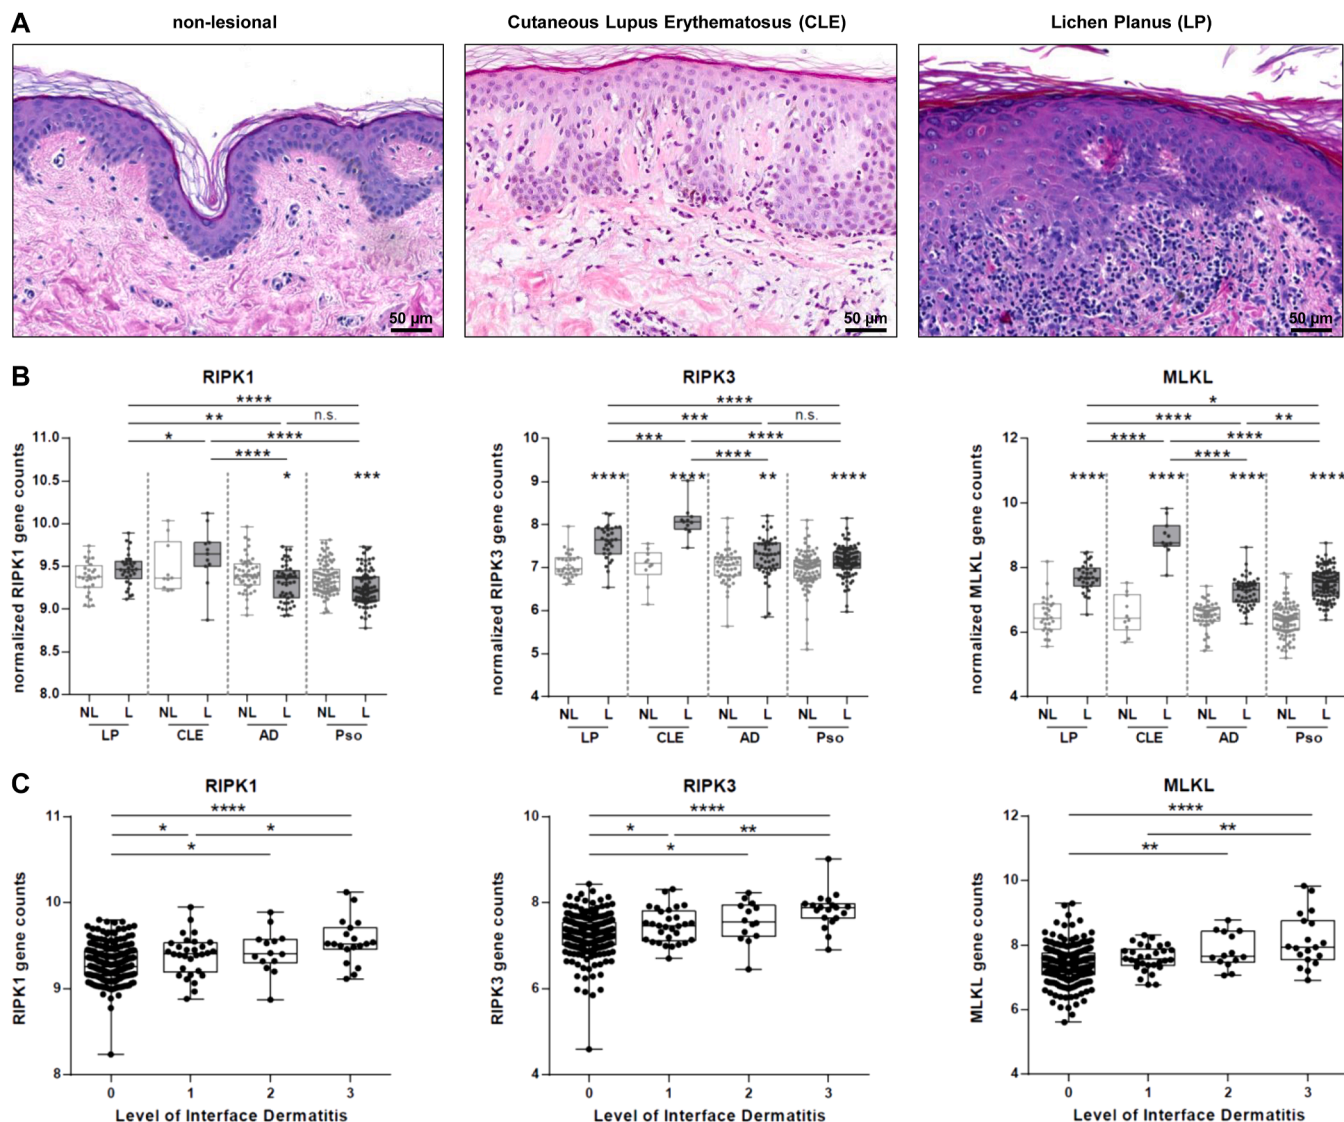 A
non-lesional
Cutaneous Lupus Erythematosus (CLE)
Lichen Planus (LP)
50 µm
50 µm
50 µm
B
RIPK1
RIPK3
MLKL
****
**
n.s.
*
****
****
*
***
****
***
n.s.
***
****
****
****
****
**
****
*
****
**
****
****
****
****
****
****
****
normalized RIPK1 gene counts
11.0
10.5
10.0
9.5
9.0
8.5
8.0
NL L NL L NL L NL L
LP CLE AD Pso
normalized RIPK3 gene counts
10
9
8
7
6
5
4
NL L NL L NL L NL L
LP CLE AD Pso
normalized MLKL gene counts
12
10
8
6
4
NL L NL L NL L NL L
LP CLE AD Pso
C
RIPK1
RIPK3
MLKL
****
*
*
*
****
*
**
*
****
**
**
RIPK1 gene counts
11
10
9
8
0 1 2 3
Level of Interface Dermatitis
RIPK3 gene counts
10
8
6
4
0 1 2 3
Level of Interface Dermatitis
MLKL gene counts
12
10
8
6
4
0 1 2 3
Level of Interface Dermatitis